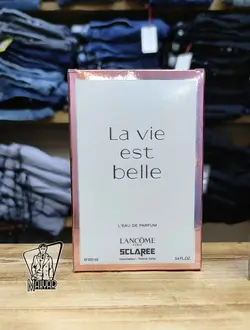 La vie
est
belle
L'EAU DE PARFUM
LANCÔME
SCLAREE